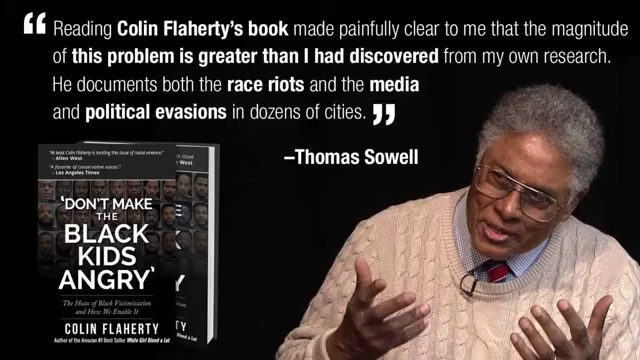 “ Reading Colin Flaherty's book made painfully clear to me that the magnitude
of this problem is greater than I had discovered from my own research.
He documents both the race riots and the media
and political evasions in dozens of cities. ”
–Thomas Sowell
"At least Colin Flaherty is tackling this issue of racial violence."
- Allen West
"A favorite of conservative voices."
- Los Angeles Times
'DON'T MAKE
THE
BLACK
KIDS
ANGRY'
The Hoax of Black Victimization
and How We Enable It
COLIN FLAHERTY
Author of the Amazon #1 Best Seller White Girl Bleed a Lot
issue
West